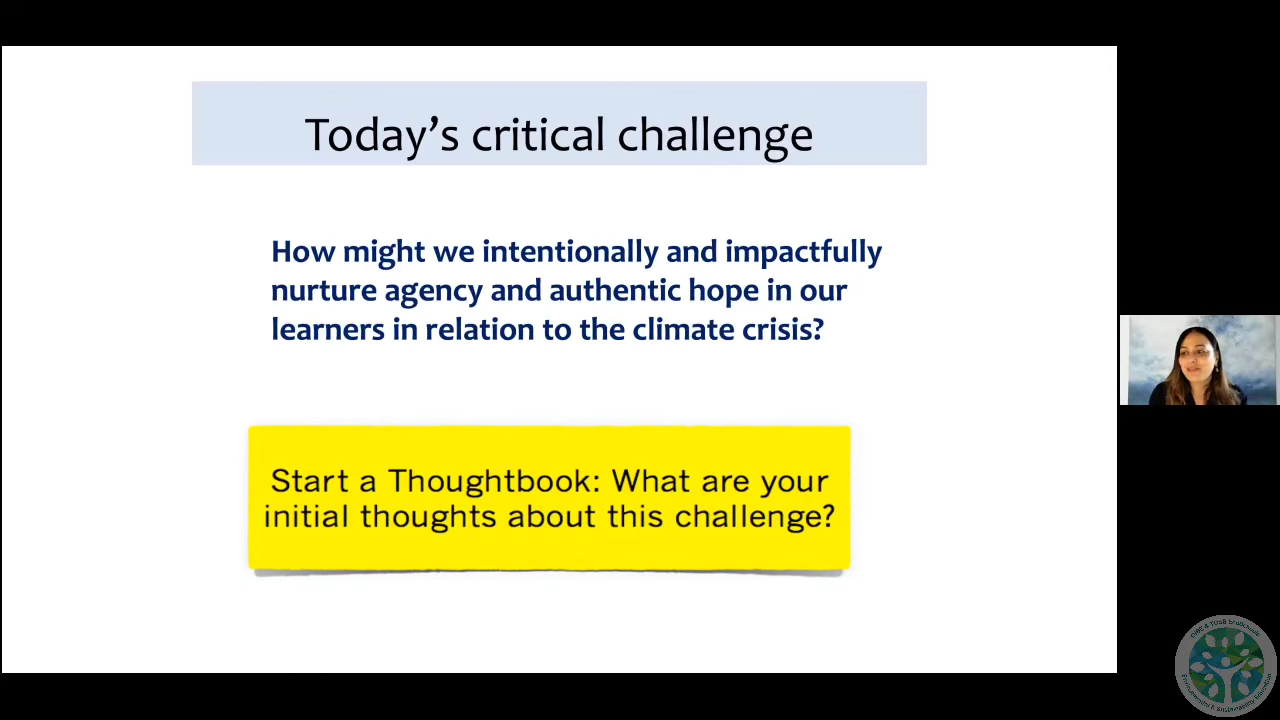 Today’s critical challenge
How might we intentionally and impactfully
nurture agency and authentic hope in our
learners in relation to the climate crisis?
Start a Thoughtbook: What are your
initial thoughts about this challenge?